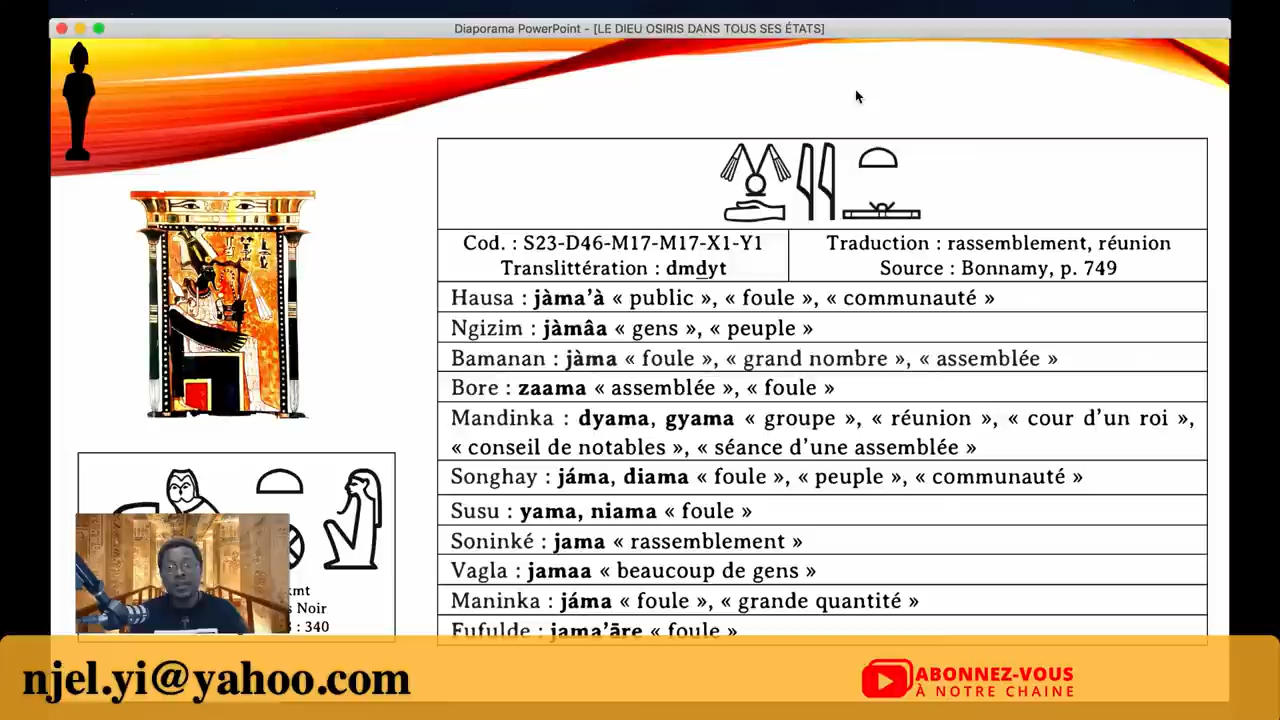 Diaporama PowerPoint - [LE DIEU OSIRIS DANS TOUS SES ÉTATS]
Cod. : S23-D46-M17-M17-X1-Y1
Translittération : dmḏyt
Traduction : rassemblement, réunion
Source : Bonnamy, p. 749
Hausa : jàma’à « public », « foule », « communauté »
Ngizim : jàmâa « gens », « peuple »
Bamanan : jàma « foule », « grand nombre », « assemblée »
Bore : zaama « assemblée », « foule »
Mandinka : dyama, gyama « groupe », « réunion », « cour d’un roi »,
« conseil de notables », « séance d’une assemblée »
Songhay : jáma, diama « foule », « peuple », « communauté »
Susu : yama, niama « foule »
Soninké : jama « rassemblement »
Vagla : jamaa « beaucoup de gens »
Maninka : jáma « foule », « grande quantité »
Fufulde : jama’āre « foule »
kmt
Noir
: 340
njel.yi@yahoo.com
ABONNEZ-VOUS
À NOTRE CHAINE